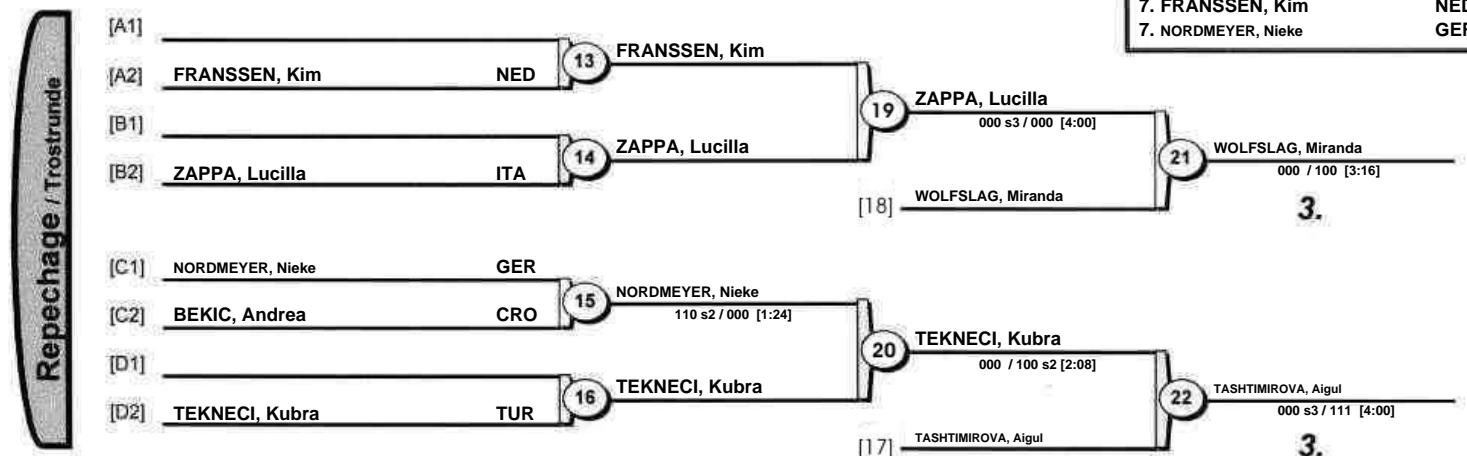 7. FRANSSEN, Kim NED
7. NORDMEYER, Nieke GER
Repechage / Trostrunde
[A1]
[A2] FRANSSEN, Kim NED
13 FRANSSEN, Kim
[B1]
[B2] ZAPPA, Lucilla ITA
14 ZAPPA, Lucilla
19 ZAPPA, Lucilla
000 s3 / 000 [4:00]
[18] WOLFSLAG, Miranda
21 WOLFSLAG, Miranda
000 / 100 [3:16]
3.
[C1] NORDMEYER, Nieke GER
[C2] BEKIC, Andrea CRO
15 NORDMEYER, Nieke
110 s2 / 000 [1:24]
[D1]
[D2] TEKNECI, Kubra TUR
16 TEKNECI, Kubra
20 TEKNECI, Kubra
000 / 100 s2 [2:08]
[17] TASHTIMIROVA, Aigul
22 TASHTIMIROVA, Aigul
000 s3 / 111 [4:00]
3.